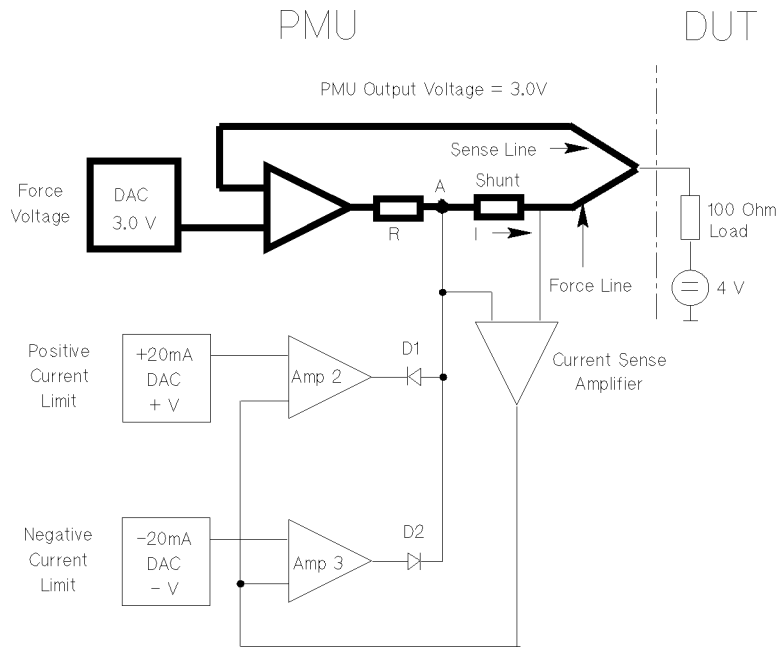 PMU
DUT
PMU Output Voltage = 3.0V
Sense Line
Force
Voltage
DAC
3.0 V
A
Shunt
R
I
100 Ohm
Load
Force Line
4 V
Positive
Current
Limit
+20mA
DAC
+ V
Amp 2
D1
Current Sense
Amplifier
Negative
Current
Limit
-20mA
DAC
- V
Amp 3
D2